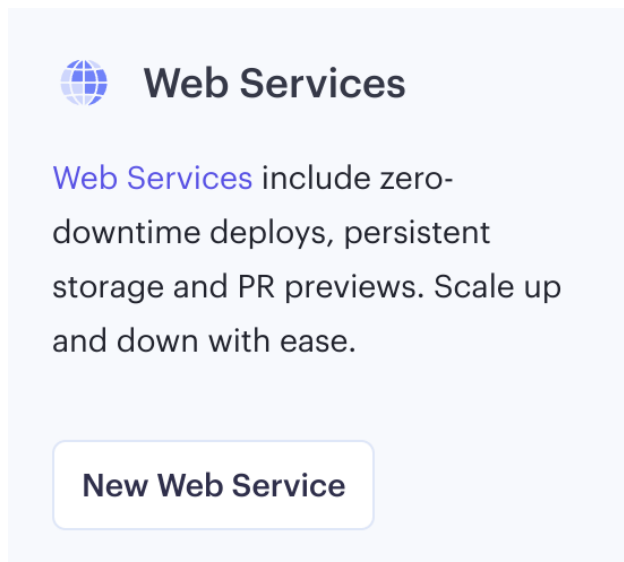 Web Services
Web Services include zero-
downtime deploys, persistent
storage and PR previews. Scale up
and down with ease.
New Web Service